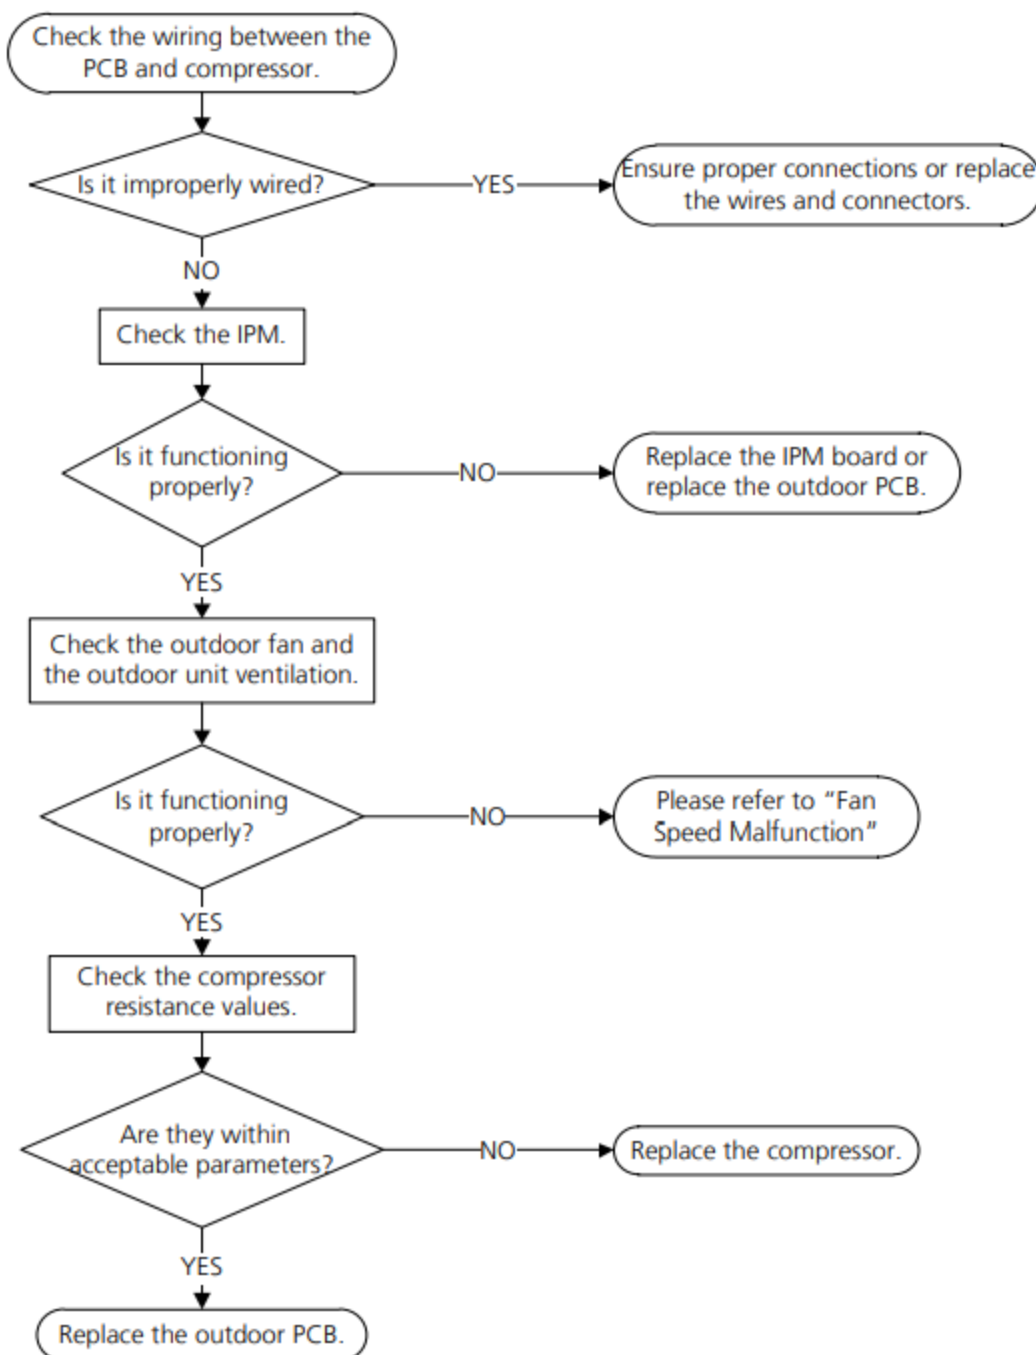 Check the wiring between the
PCB and compressor.
Is it improperly wired?
YES
Ensure proper connections or replace
the wires and connectors.
NO
Check the IPM.
Is it functioning
properly?
NO
Replace the IPM board or
replace the outdoor PCB.
YES
Check the outdoor fan and
the outdoor unit ventilation.
Is it functioning
properly?
NO
Please refer to “Fan
Speed Malfunction”
YES
Check the compressor
resistance values.
Are they within
acceptable parameters?
NO
Replace the compressor.
YES
Replace the outdoor PCB.